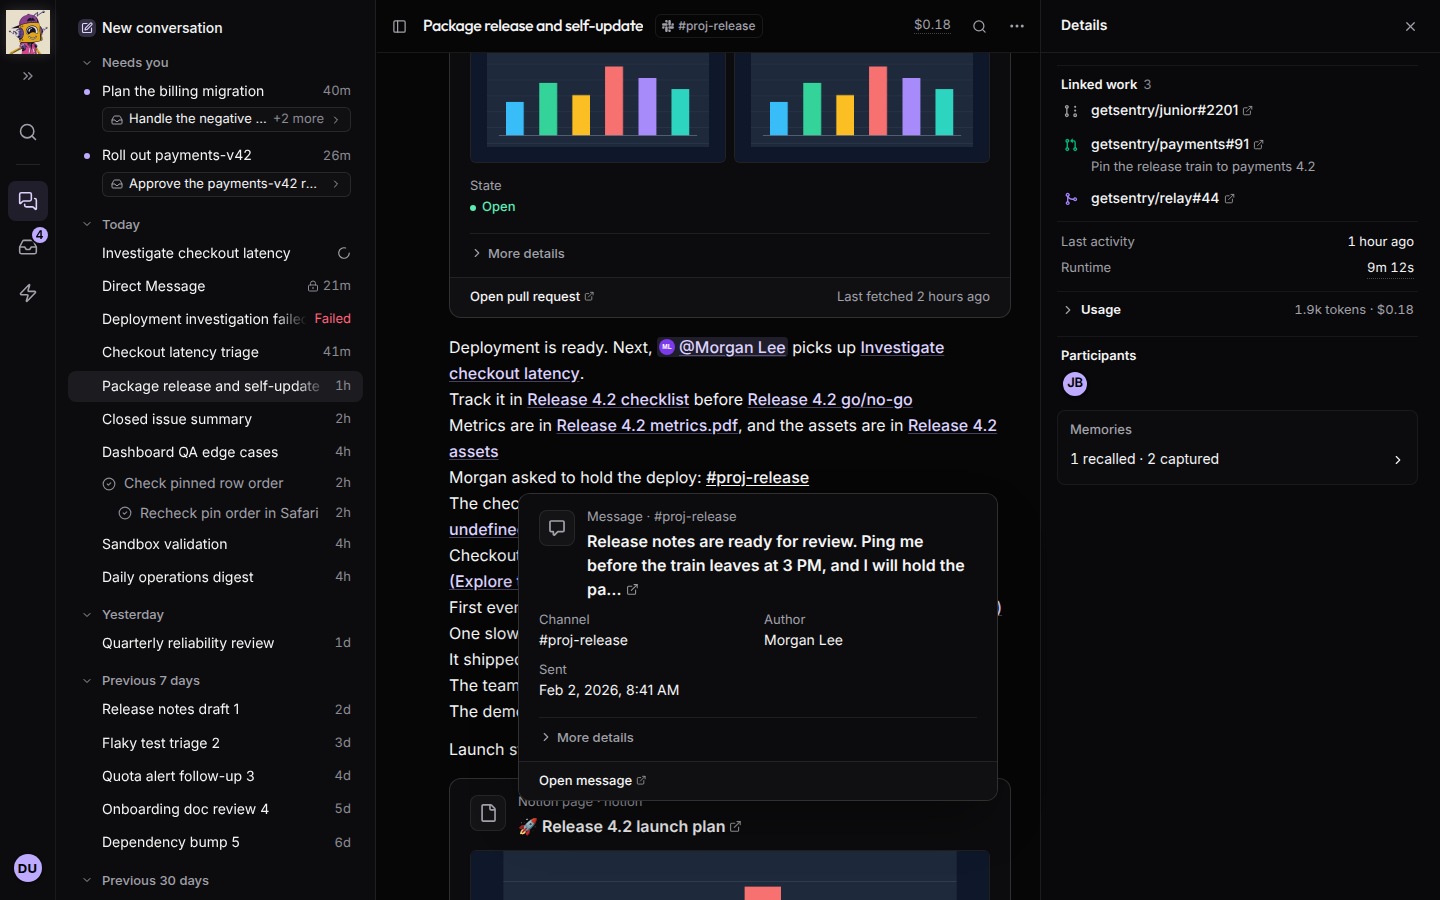 New conversation
Needs you
Plan the billing migration 40m
Handle the negative ... +2 more
Roll out payments-v42 26m
Approve the payments-v42 r...
Today
Investigate checkout latency
Direct Message 21m
Deployment investigation failed Failed
Checkout latency triage 41m
Package release and self-update 1h
Closed issue summary 2h
Dashboard QA edge cases 4h
Check pinned row order 2h
Recheck pin order in Safari 2h
Sandbox validation 4h
Daily operations digest 4h
Yesterday
Quarterly reliability review 1d
Previous 7 days
Release notes draft 1 2d
Flaky test triage 2 3d
Quota alert follow-up 3 4d
Onboarding doc review 4 5d
Dependency bump 5 6d
Previous 30 days
4
DU
Package release and self-update #proj-release $0.18
State
Open
More details
Open pull request Last fetched 2 hours ago
Deployment is ready. Next, ML @Morgan Lee picks up Investigate
checkout latency.
Track it in Release 4.2 checklist before Release 4.2 go/no-go
Metrics are in Release 4.2 metrics.pdf, and the assets are in Release 4.2
assets
Morgan asked to hold the deploy: #proj-release
The chec
undefine
Checkout
(Explore
First ever )
One slow
It shipped
The team
The demo
Launch s
Message · #proj-release
Release notes are ready for review. Ping me
before the train leaves at 3 PM, and I will hold the
pa...
Channel Author
#proj-release Morgan Lee
Sent
Feb 2, 2026, 8:41 AM
More details
Open message
Notion page · notion
🚀 Release 4.2 launch plan
Details
Linked work 3
getsentry/junior#2201
getsentry/payments#91
Pin the release train to payments 4.2
getsentry/relay#44
Last activity 1 hour ago
Runtime 9m 12s
Usage 1.9k tokens · $0.18
Participants
JB
Memories
1 recalled · 2 captured